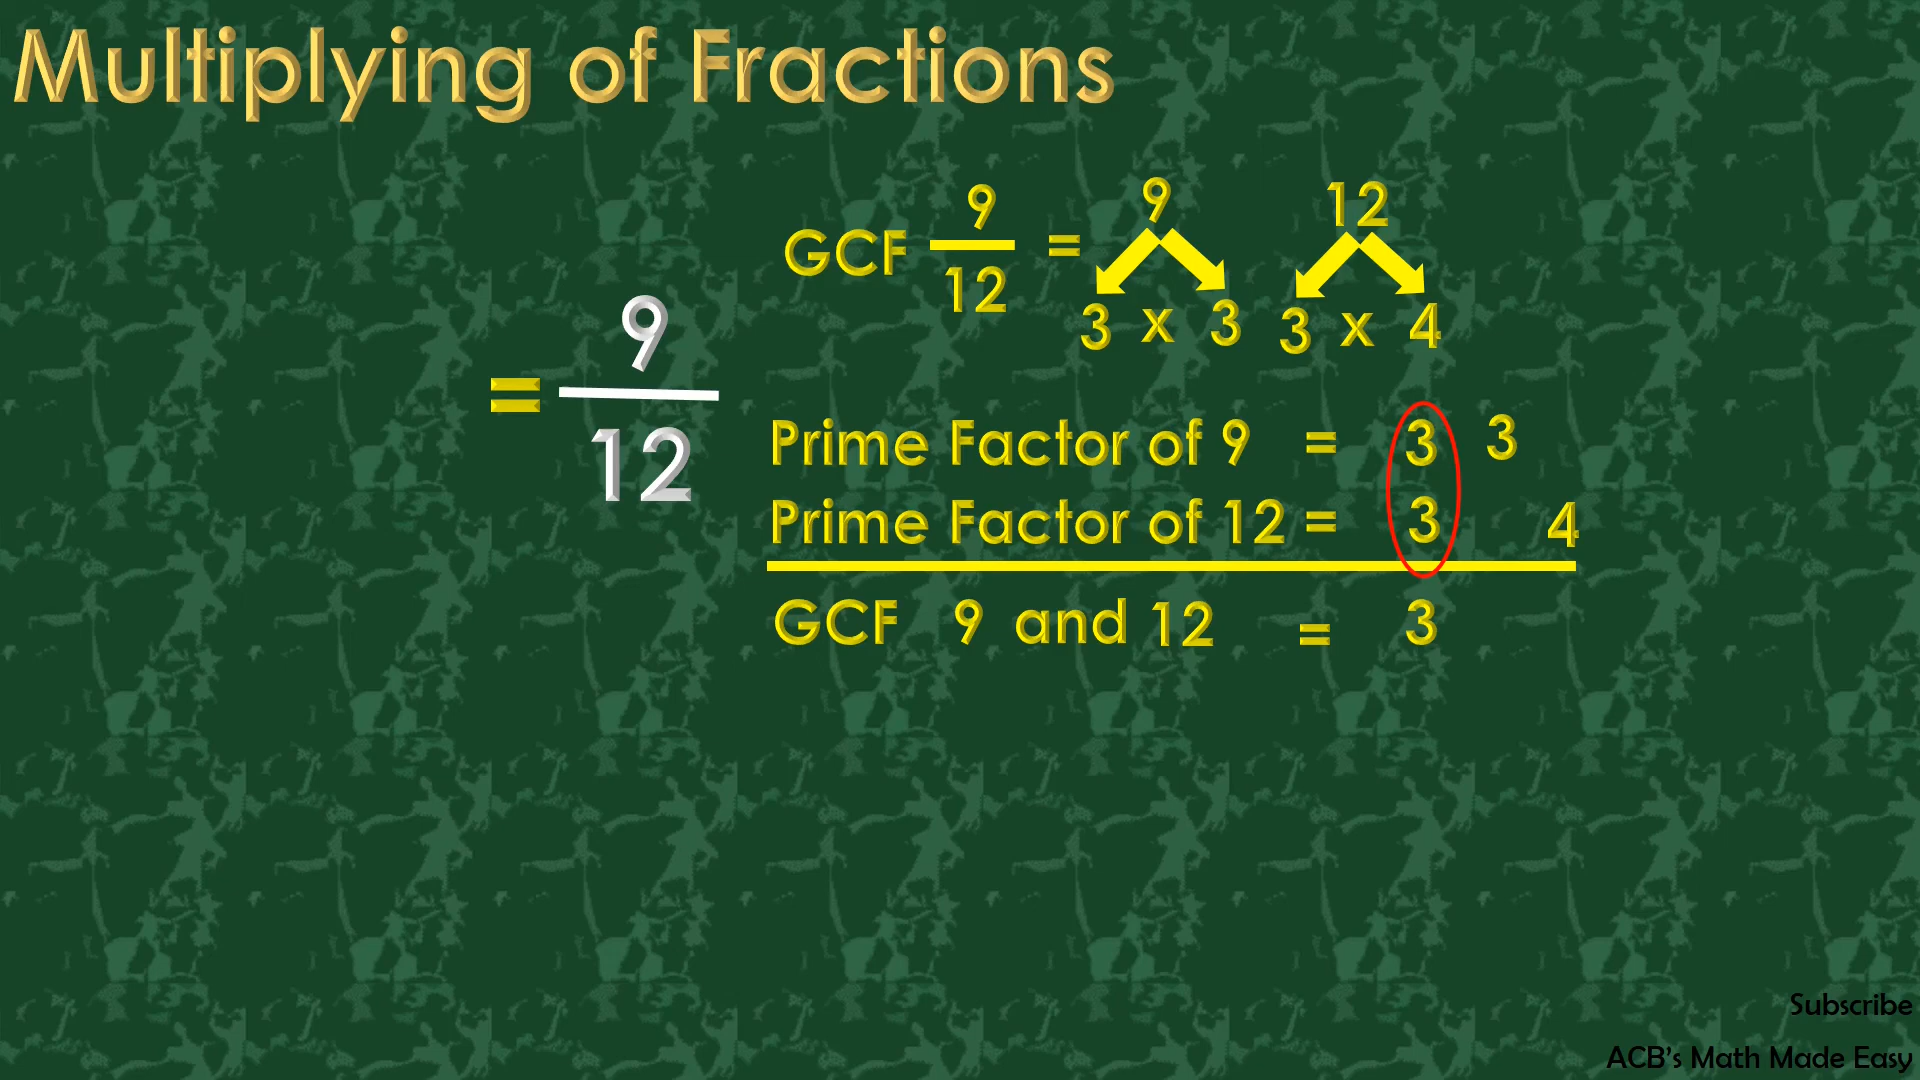 Multiplying of Fractions
= 9/12
GCF 9/12 = 9 12
3 x 3 3 x 4
Prime Factor of 9 = 3 3
Prime Factor of 12 = 3 4
GCF 9 and 12 = 3
Subscribe
ACB's Math Made Easy